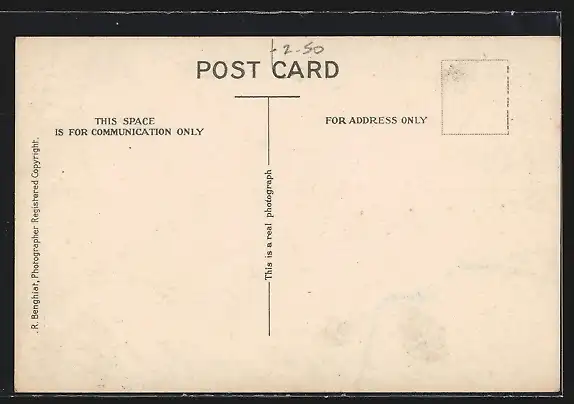 -2-50
POST CARD
THIS SPACE
IS FOR COMMUNICATION ONLY
FOR ADDRESS ONLY
This is a real photograph
R. Benghiat, Photographer Registered Copyright.